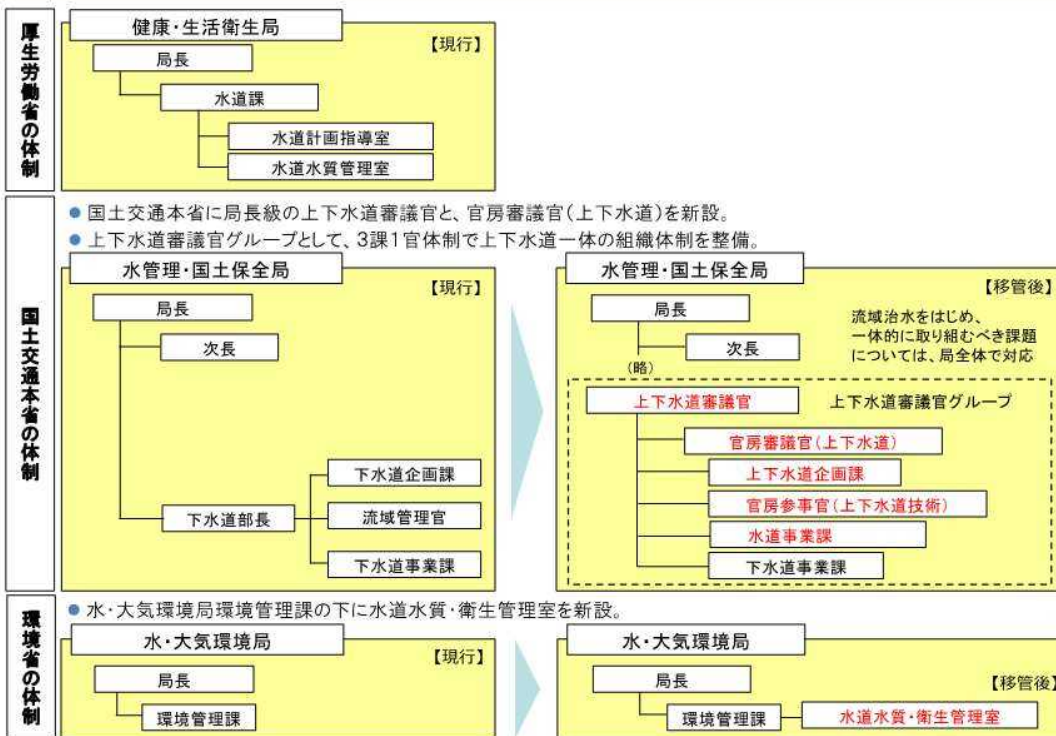 厚生労働省の体制
健康・生活衛生局
【現行】
局長
水道課
水道計画指導室
水道水質管理室
国土交通本省の体制
● 国土交通本省に局長級の上下水道審議官と、官房審議官(上下水道)を新設。
● 上下水道審議官グループとして、3課1官体制で上下水道一体の組織体制を整備。
水管理・国土保全局
【現行】
局長
次長
下水道部長
下水道企画課
流域管理官
下水道事業課
水管理・国土保全局
【移管後】
局長
次長
(略)
流域治水をはじめ、
一体的に取り組むべき課題
については、局全体で対応
上下水道審議官
上下水道審議官グループ
官房審議官(上下水道)
上下水道企画課
官房参事官(上下水道技術)
水道事業課
下水道事業課
環境省の体制
● 水・大気環境局環境管理課の下に水道水質・衛生管理室を新設。
水・大気環境局
【現行】
局長
環境管理課
水・大気環境局
【移管後】
局長
環境管理課
水道水質・衛生管理室